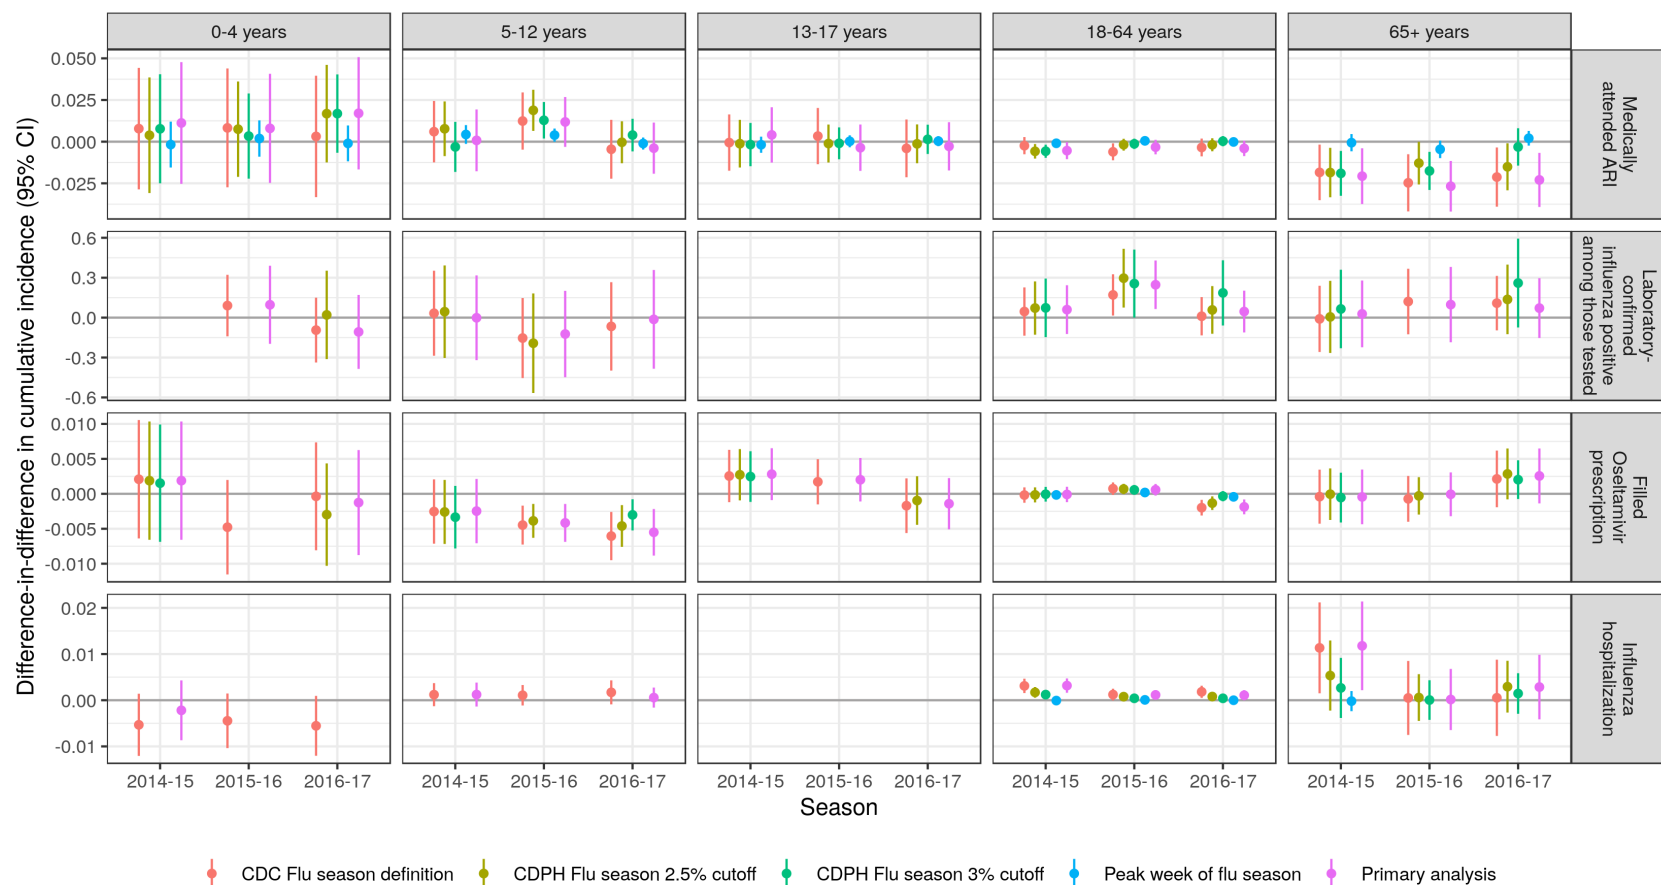 0-4 years
5-12 years
13-17 years
18-64 years
65+ years
Difference-in-difference in cumulative incidence (95% CI)
0.050
0.025
0.000
-0.025
Medically
attended ARI
0.6
0.3
0.0
-0.3
-0.6
Laboratory-
confirmed
influenza positive
among those tested
0.010
0.005
0.000
-0.005
-0.010
Filled
Oseltamivir
prescription
0.02
0.01
0.00
-0.01
Influenza
hospitalization
2014-15 2015-16 2016-17
2014-15 2015-16 2016-17
2014-15 2015-16 2016-17
2014-15 2015-16 2016-17
2014-15 2015-16 2016-17
Season
CDC Flu season definition
CDPH Flu season 2.5% cutoff
CDPH Flu season 3% cutoff
Peak week of flu season
Primary analysis